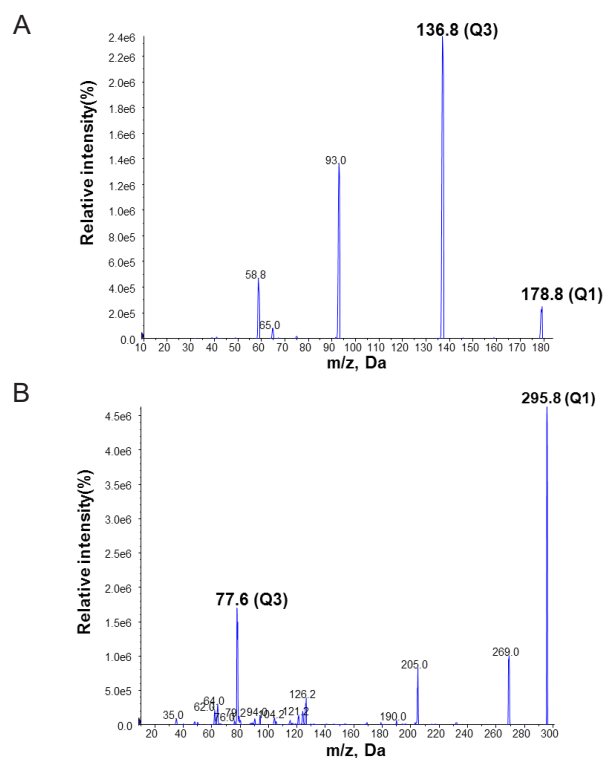 A
136.8 (Q3)
2.4e6
2.2e6
2.0e6
1.8e6
1.6e6
1.4e6
1.2e6
1.0e6
8.0e5
6.0e5
4.0e5
2.0e5
0.0
Relative intensity(%)
93.0
58.8
65.0
178.8 (Q1)
10 20 30 40 50 60 70 80 90 100 110 120 130 140 150 160 170 180
m/z, Da
B
295.8 (Q1)
4.5e6
4.0e6
3.5e6
3.0e6
2.5e6
2.0e6
1.5e6
1.0e6
5.0e5
0.0
Relative intensity(%)
77.6 (Q3)
269.0
205.0
126.2
64.0
62.0
79.2
94.0
104.2
121.2
35.0
76.0
190.0
20 40 60 80 100 120 140 160 180 200 220 240 260 280 300
m/z, Da